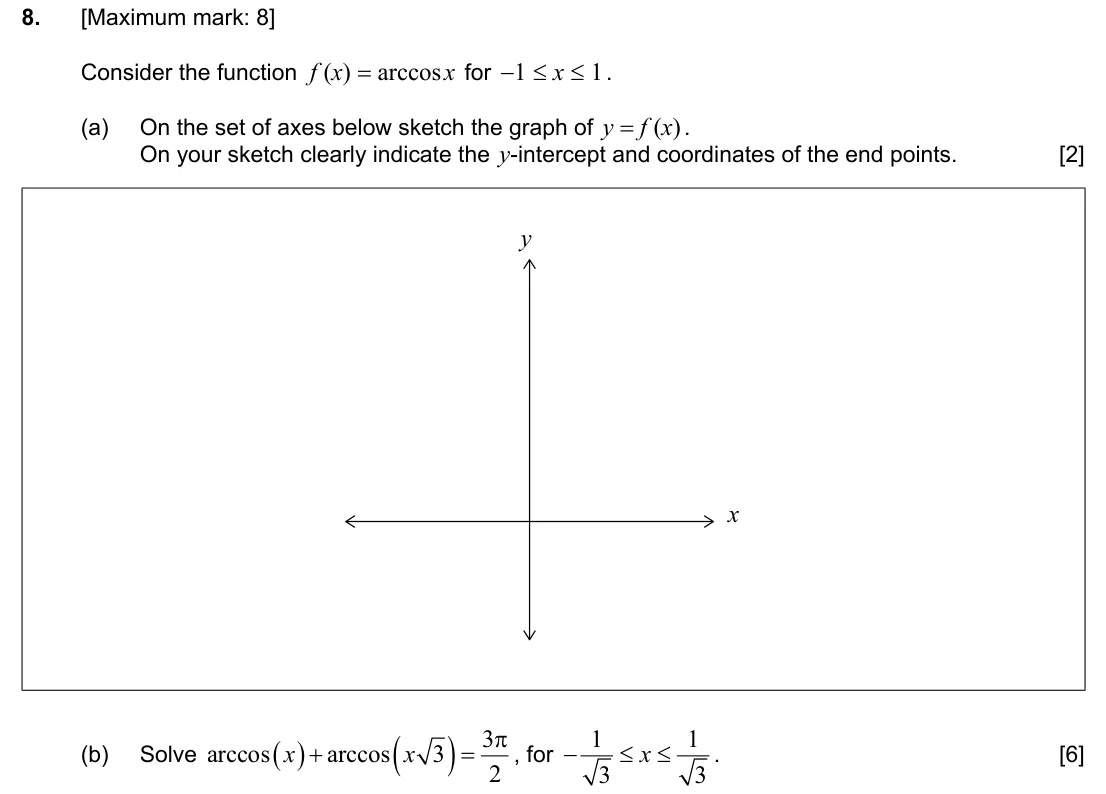 8. [Maximum mark: 8]
Consider the function f(x) = arccos x for −1 ≤ x ≤ 1.
(a) On the set of axes below sketch the graph of y = f(x).
On your sketch clearly indicate the y-intercept and coordinates of the end points. [2]
y
x
(b) Solve arccos(x) + arccos(x√3) = 3π/2, for −1/√3 ≤ x ≤ 1/√3. [6]